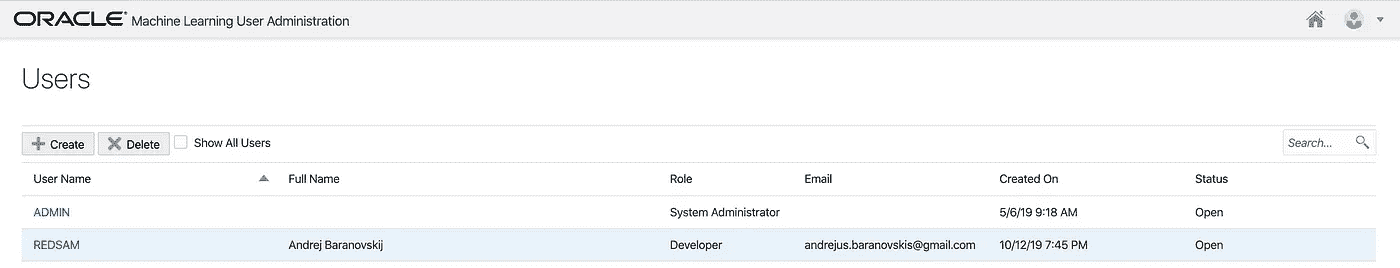 ORACLE® Machine Learning User Administration
Users
Create Delete Show All Users Search...
User Name Full Name Role Email Created On Status
ADMIN System Administrator 5/6/19 9:18 AM Open
REDSAM Andrej Baranovskij Developer andrejus.baranovskis@gmail.com 10/12/19 7:45 PM Open